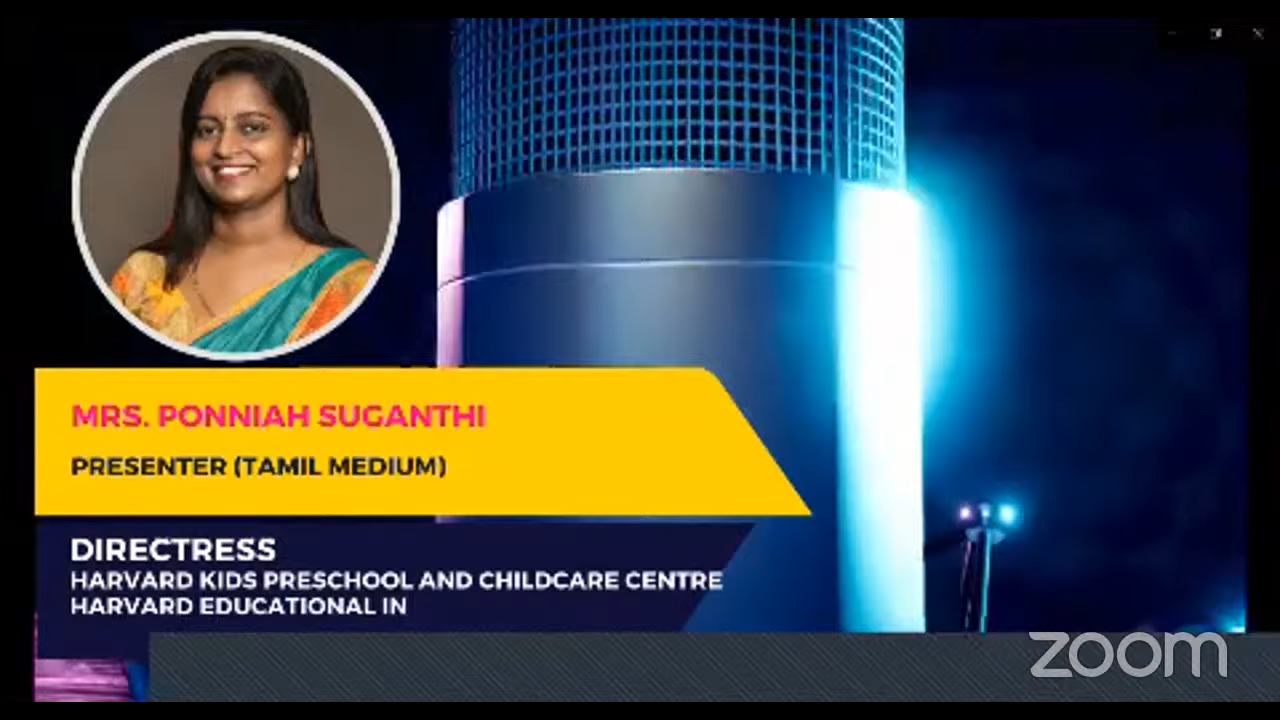 MRS. PONNIAH SUGANTHI
PRESENTER (TAMIL MEDIUM)
DIRECTRESS
HARVARD KIDS PRESCHOOL AND CHILDCARE CENTRE
HARVARD EDUCATIONAL IN
zoom